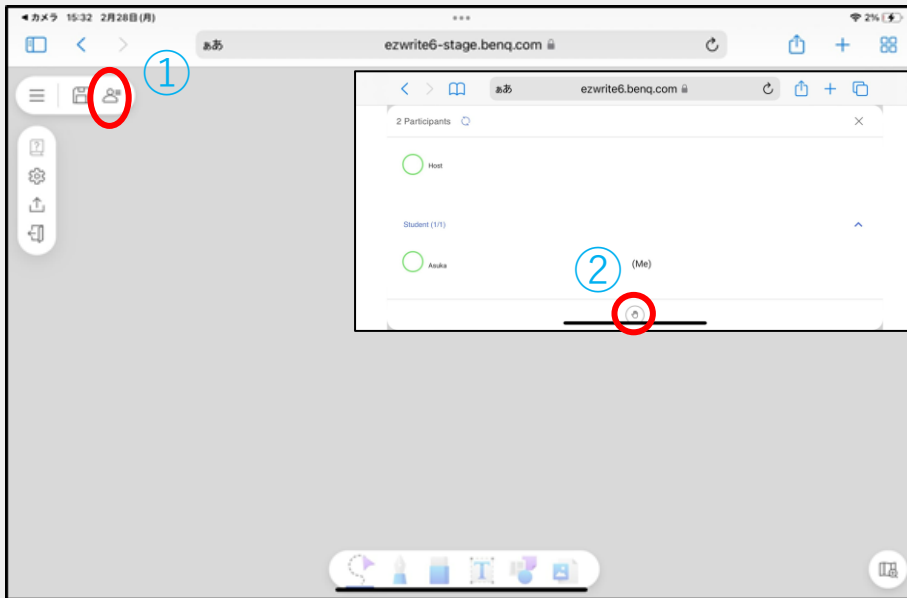 ◀カメラ 15:32 2月28日(月) 2%
ぁあ ezwrite6-stage.benq.com
①
ぁあ ezwrite6.benq.com
2 Participants
Host
Student (1/1)
Asuka (Me)
②
T